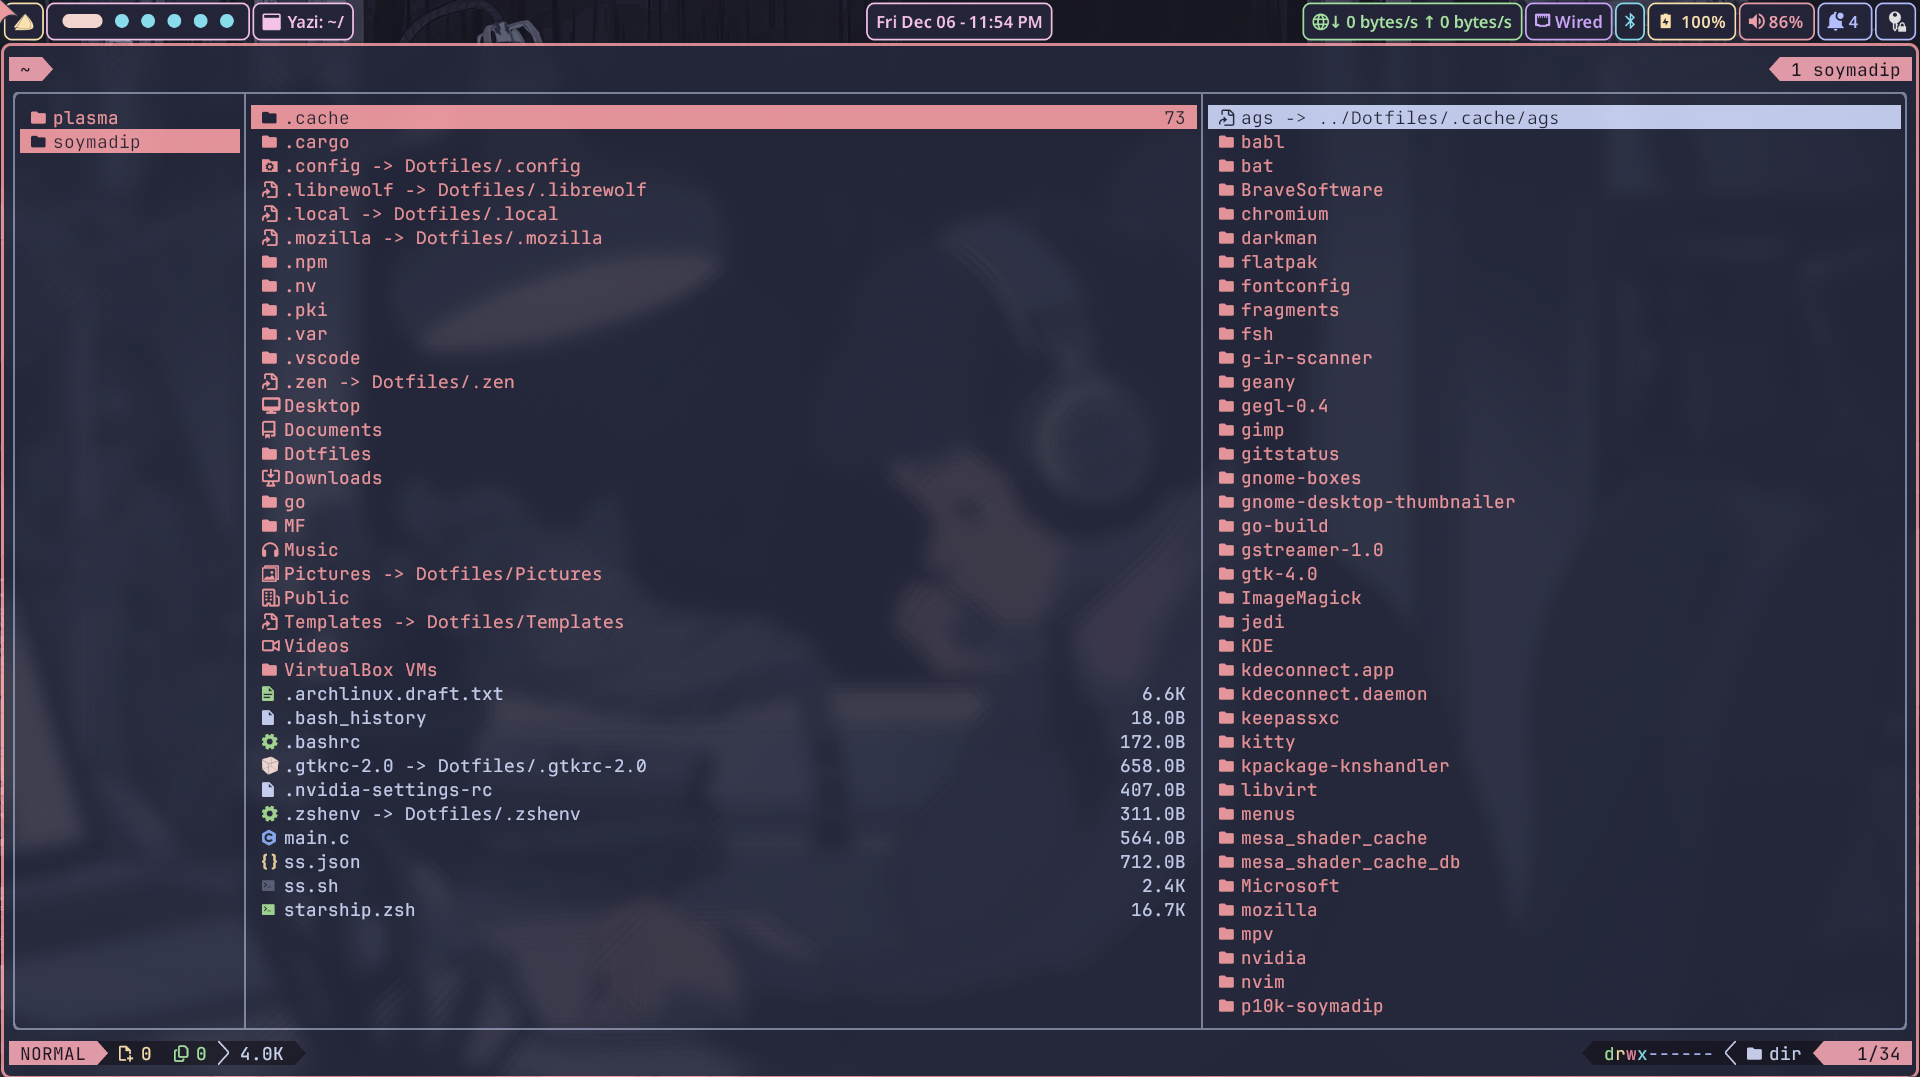 Yazi: ~/
Fri Dec 06 - 11:54 PM
↓ 0 bytes/s ↑ 0 bytes/s
Wired
100%
86%
4
~
1 soymadip
plasma
soymadip
.cache 73
.cargo
.config -> Dotfiles/.config
.librewolf -> Dotfiles/.librewolf
.local -> Dotfiles/.local
.mozilla -> Dotfiles/.mozilla
.npm
.nv
.pki
.var
.vscode
.zen -> Dotfiles/.zen
Desktop
Documents
Dotfiles
Downloads
go
MF
Music
Pictures -> Dotfiles/Pictures
Public
Templates -> Dotfiles/Templates
Videos
VirtualBox VMs
.archlinux.draft.txt 6.6K
.bash_history 18.0B
.bashrc 172.0B
.gtkrc-2.0 -> Dotfiles/.gtkrc-2.0 658.0B
.nvidia-settings-rc 407.0B
.zshenv -> Dotfiles/.zshenv 311.0B
main.c 564.0B
ss.json 712.0B
ss.sh 2.4K
starship.zsh 16.7K
ags -> ../Dotfiles/.cache/ags
babl
bat
BraveSoftware
chromium
darkman
flatpak
fontconfig
fragments
fsh
g-ir-scanner
geany
gegl-0.4
gimp
gitstatus
gnome-boxes
gnome-desktop-thumbnailer
go-build
gstreamer-1.0
gtk-4.0
ImageMagick
jedi
KDE
kdeconnect.app
kdeconnect.daemon
keepassxc
kitty
kpackage-knshandler
libvirt
menus
mesa_shader_cache
mesa_shader_cache_db
Microsoft
mozilla
mpv
nvidia
nvim
p10k-soymadip
NORMAL 0 0 4.0K
drwx------ dir 1/34